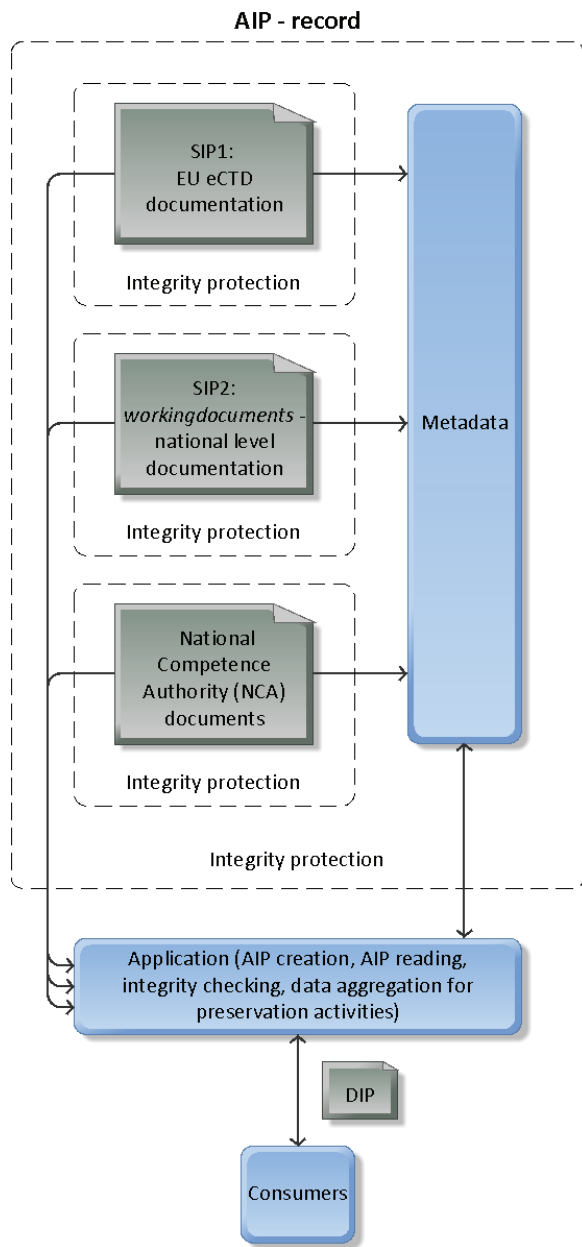 AIP - record
SIP1:
EU eCTD
documentation
Integrity protection
SIP2:
workingdocuments -
national level
documentation
Integrity protection
National
Competence
Authority (NCA)
documents
Integrity protection
Metadata
Integrity protection
Application (AIP creation, AIP reading,
integrity checking, data aggregation for
preservation activities)
DIP
Consumers